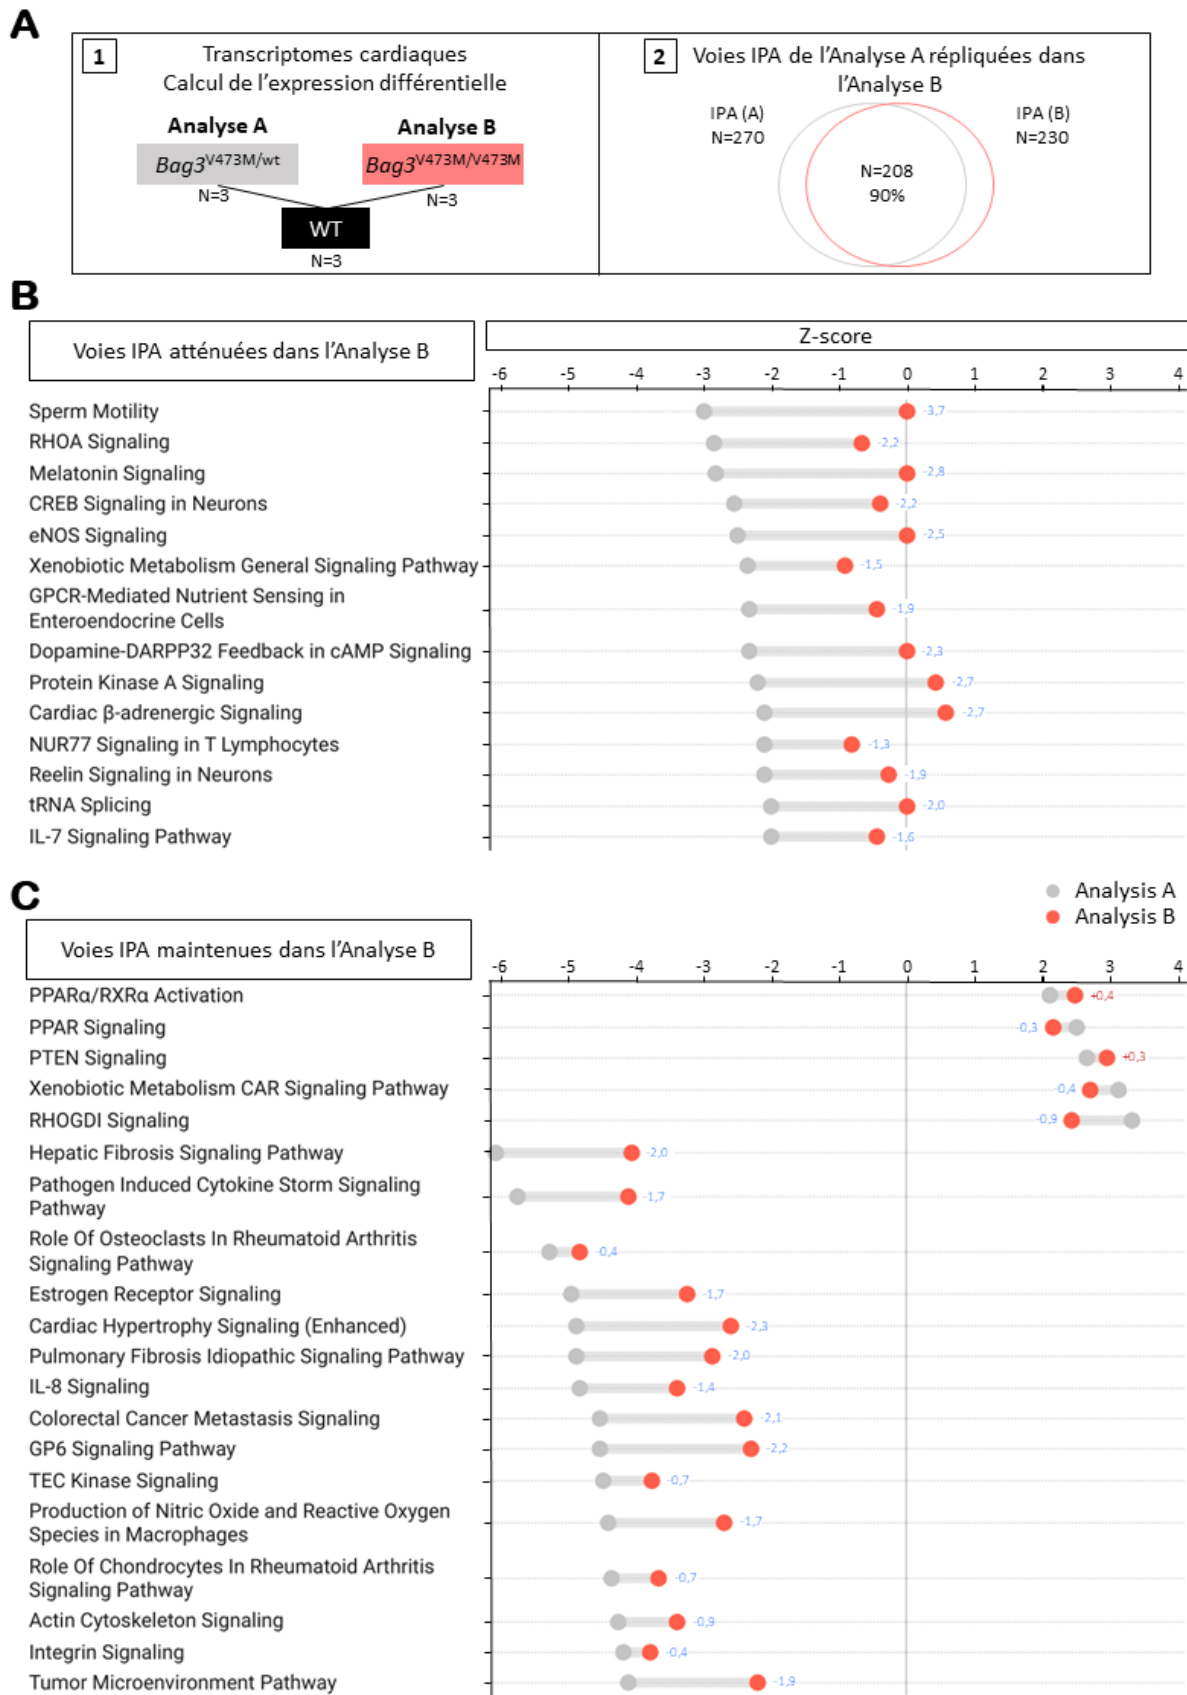 A
1
Transcriptomes cardiaques
Calcul de l'expression différentielle
Analyse A
Analyse B
Bag3V473M/wt
Bag3V473M/V473M
N=3
N=3
WT
N=3
2
Voies IPA de l'Analyse A répliquées dans
l'Analyse B
IPA (A)
N=270
IPA (B)
N=230
N=208
90%
B
Voies IPA atténuées dans l'Analyse B
Z-score
-6 -5 -4 -3 -2 -1 0 1 2 3 4
Sperm Motility -3,7
RHOA Signaling -2,2
Melatonin Signaling -2,8
CREB Signaling in Neurons -2,2
eNOS Signaling -2,5
Xenobiotic Metabolism General Signaling Pathway -1,5
GPCR-Mediated Nutrient Sensing in
Enteroendocrine Cells -1,9
Dopamine-DARPP32 Feedback in cAMP Signaling -2,3
Protein Kinase A Signaling -2,7
Cardiac β-adrenergic Signaling -2,7
NUR77 Signaling in T Lymphocytes -1,3
Reelin Signaling in Neurons -1,9
tRNA Splicing -2,0
IL-7 Signaling Pathway -1,6
C
Analysis A
Analysis B
Voies IPA maintenues dans l'Analyse B
-6 -5 -4 -3 -2 -1 0 1 2 3 4
PPARα/RXRα Activation +0,4
PPAR Signaling -0,3
PTEN Signaling +0,3
Xenobiotic Metabolism CAR Signaling Pathway -0,4
RHOGDI Signaling -0,9
Hepatic Fibrosis Signaling Pathway -2,0
Pathogen Induced Cytokine Storm Signaling
Pathway -1,7
Role Of Osteoclasts In Rheumatoid Arthritis
Signaling Pathway -0,4
Estrogen Receptor Signaling -1,7
Cardiac Hypertrophy Signaling (Enhanced) -2,3
Pulmonary Fibrosis Idiopathic Signaling Pathway -2,0
IL-8 Signaling -1,4
Colorectal Cancer Metastasis Signaling -2,1
GP6 Signaling Pathway -2,2
TEC Kinase Signaling -0,7
Production of Nitric Oxide and Reactive Oxygen
Species in Macrophages -1,7
Role Of Chondrocytes In Rheumatoid Arthritis
Signaling Pathway -0,7
Actin Cytoskeleton Signaling -0,9
Integrin Signaling -0,4
Tumor Microenvironment Pathway -1,9